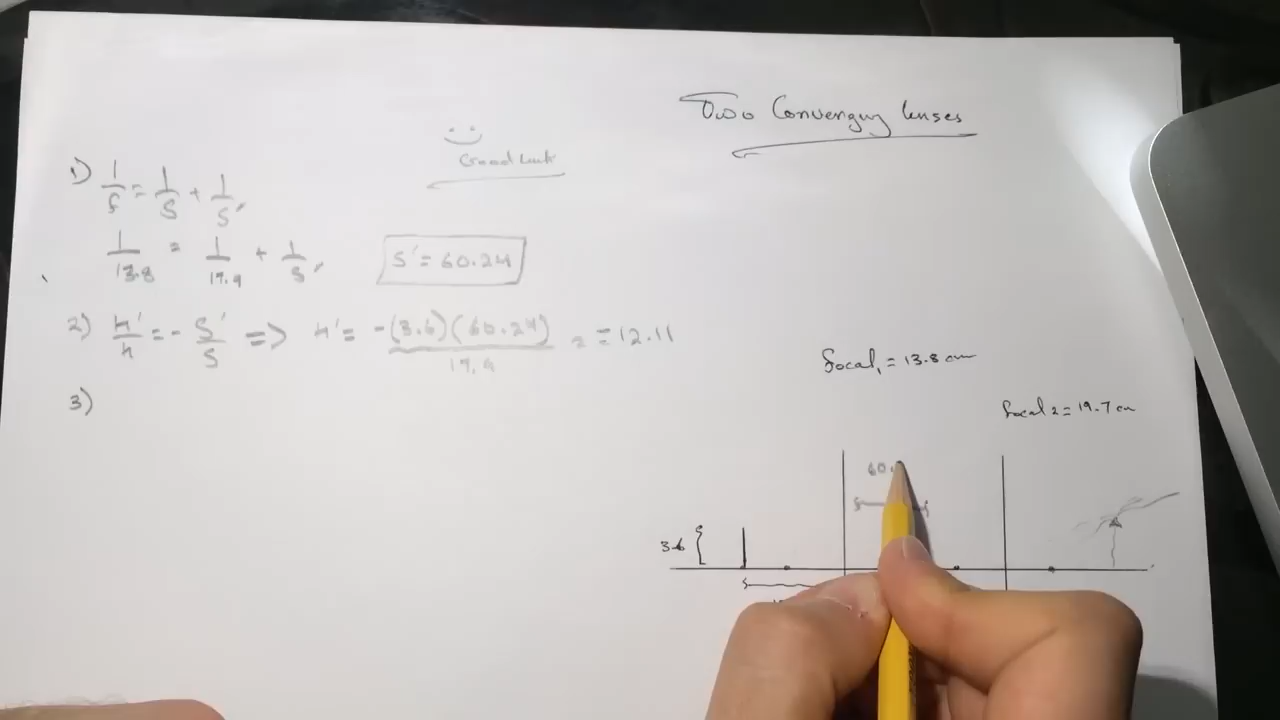 Two Converging lenses
Good Luck
1) 1/f = 1/S + 1/S'
1/13.8 = 1/17.9 + 1/S'
S' = 60.24
2) h'/h = - S'/S => h' = -(3.6)(60.24)/17.9 = = 12.11
3)
focal1 = 13.8 cm
focal2 = 19.7 cm
60.
3.6